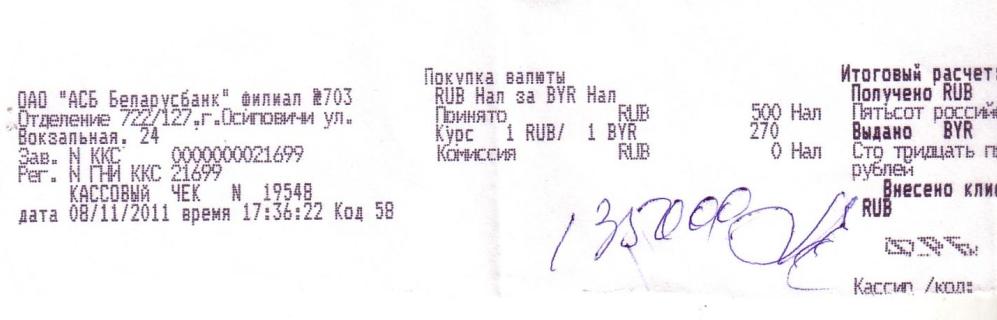 ОАО "АСБ Беларусбанк" филиал №703
Отделение 722/127,г.Осиповичи ул.
Вокзальная, 24
Зав. N ККС 0000000021699
Рег. N ГНИ ККС 21699
КАССОВЫЙ ЧЕК N 19548
дата 08/11/2011 время 17:36:22 Код 58
Покупка валюты
RUB Нал за BYR Нал
Принято RUB 500 Нал
Курс 1 RUB/ 1 BYR 270
Комиссия RUB 0 Нал
135000
Итоговый расчет:
Получено RUB
Пятьсот россий
Выдано BYR
Сто тридцать п
рублей
Внесено кли
RUB
Кассир /код: